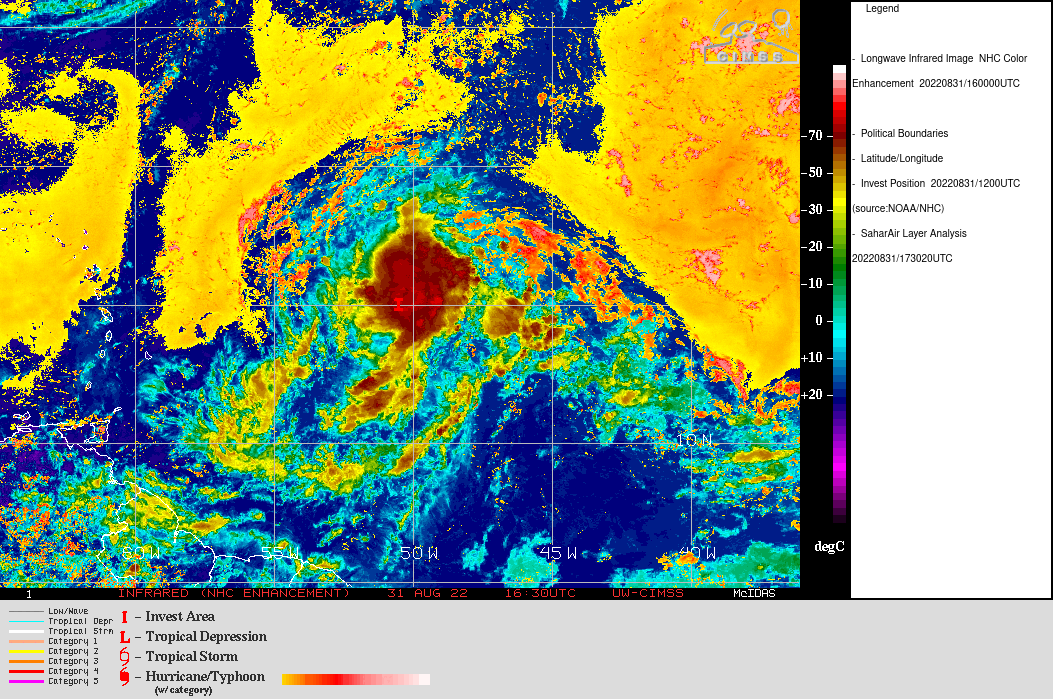 CIMSS
Legend
- Longwave Infrared Image NHC Color
Enhancement 20220831/160000UTC
- Political Boundaries
- Latitude/Longitude
- Invest Position 20220831/1200UTC
(source:NOAA/NHC)
- SaharAir Layer Analysis
20220831/173020UTC
-70
-50
-30
-20
-10
0
+10
+20
degC
10N
60W 55W 50W 45W 40W
1 INFRARED (NHC ENHANCEMENT) 31 AUG 22 16:30UTC UW-CIMSS McIDAS
Low/Wave
Tropical Depr
Tropical Strm
Category 1
Category 2
Category 3
Category 4
Category 5
I - Invest Area
L - Tropical Depression
- Tropical Storm
- Hurricane/Typhoon
(w/category)